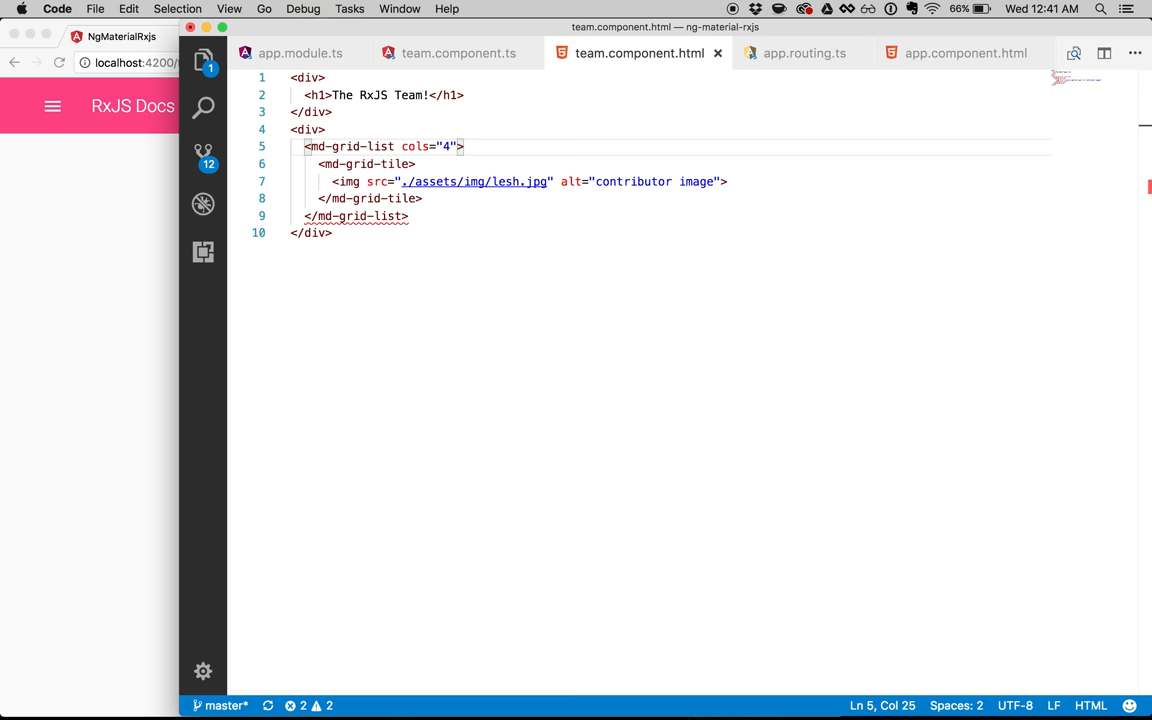 Code File Edit Selection View Go Debug Tasks Window Help 66% Wed 12:41 AM
team.component.html — ng-material-rxjs
NgMaterialRxjs
localhost:4200/
RxJS Docs
app.module.ts team.component.ts team.component.html app.routing.ts app.component.html
1 <div>
2 <h1>The RxJS Team!</h1>
3 </div>
4 <div>
5 <md-grid-list cols="4">
6 <md-grid-tile>
7 <img src="./assets/img/lesh.jpg" alt="contributor image">
8 </md-grid-tile>
9 </md-grid-list>
10 </div>
1
12
master* 2 2 Ln 5, Col 25 Spaces: 2 UTF-8 LF HTML